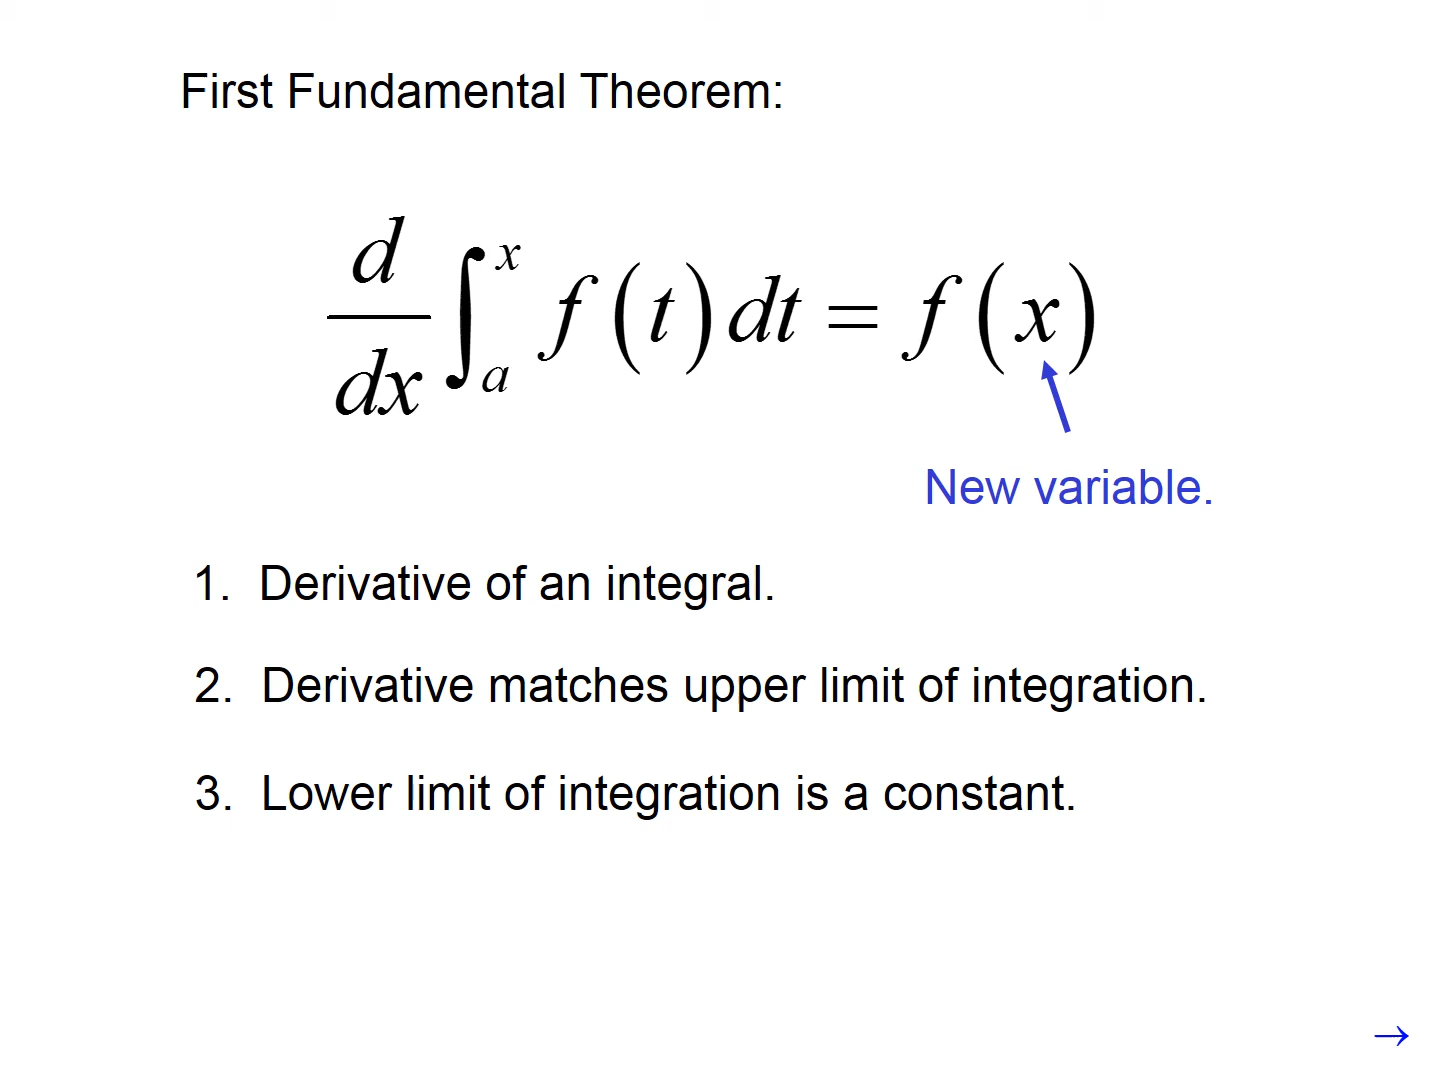 First Fundamental Theorem:
d/dx ∫ₐˣ f(t)dt = f(x)
New variable.
1. Derivative of an integral.
2. Derivative matches upper limit of integration.
3. Lower limit of integration is a constant.
→